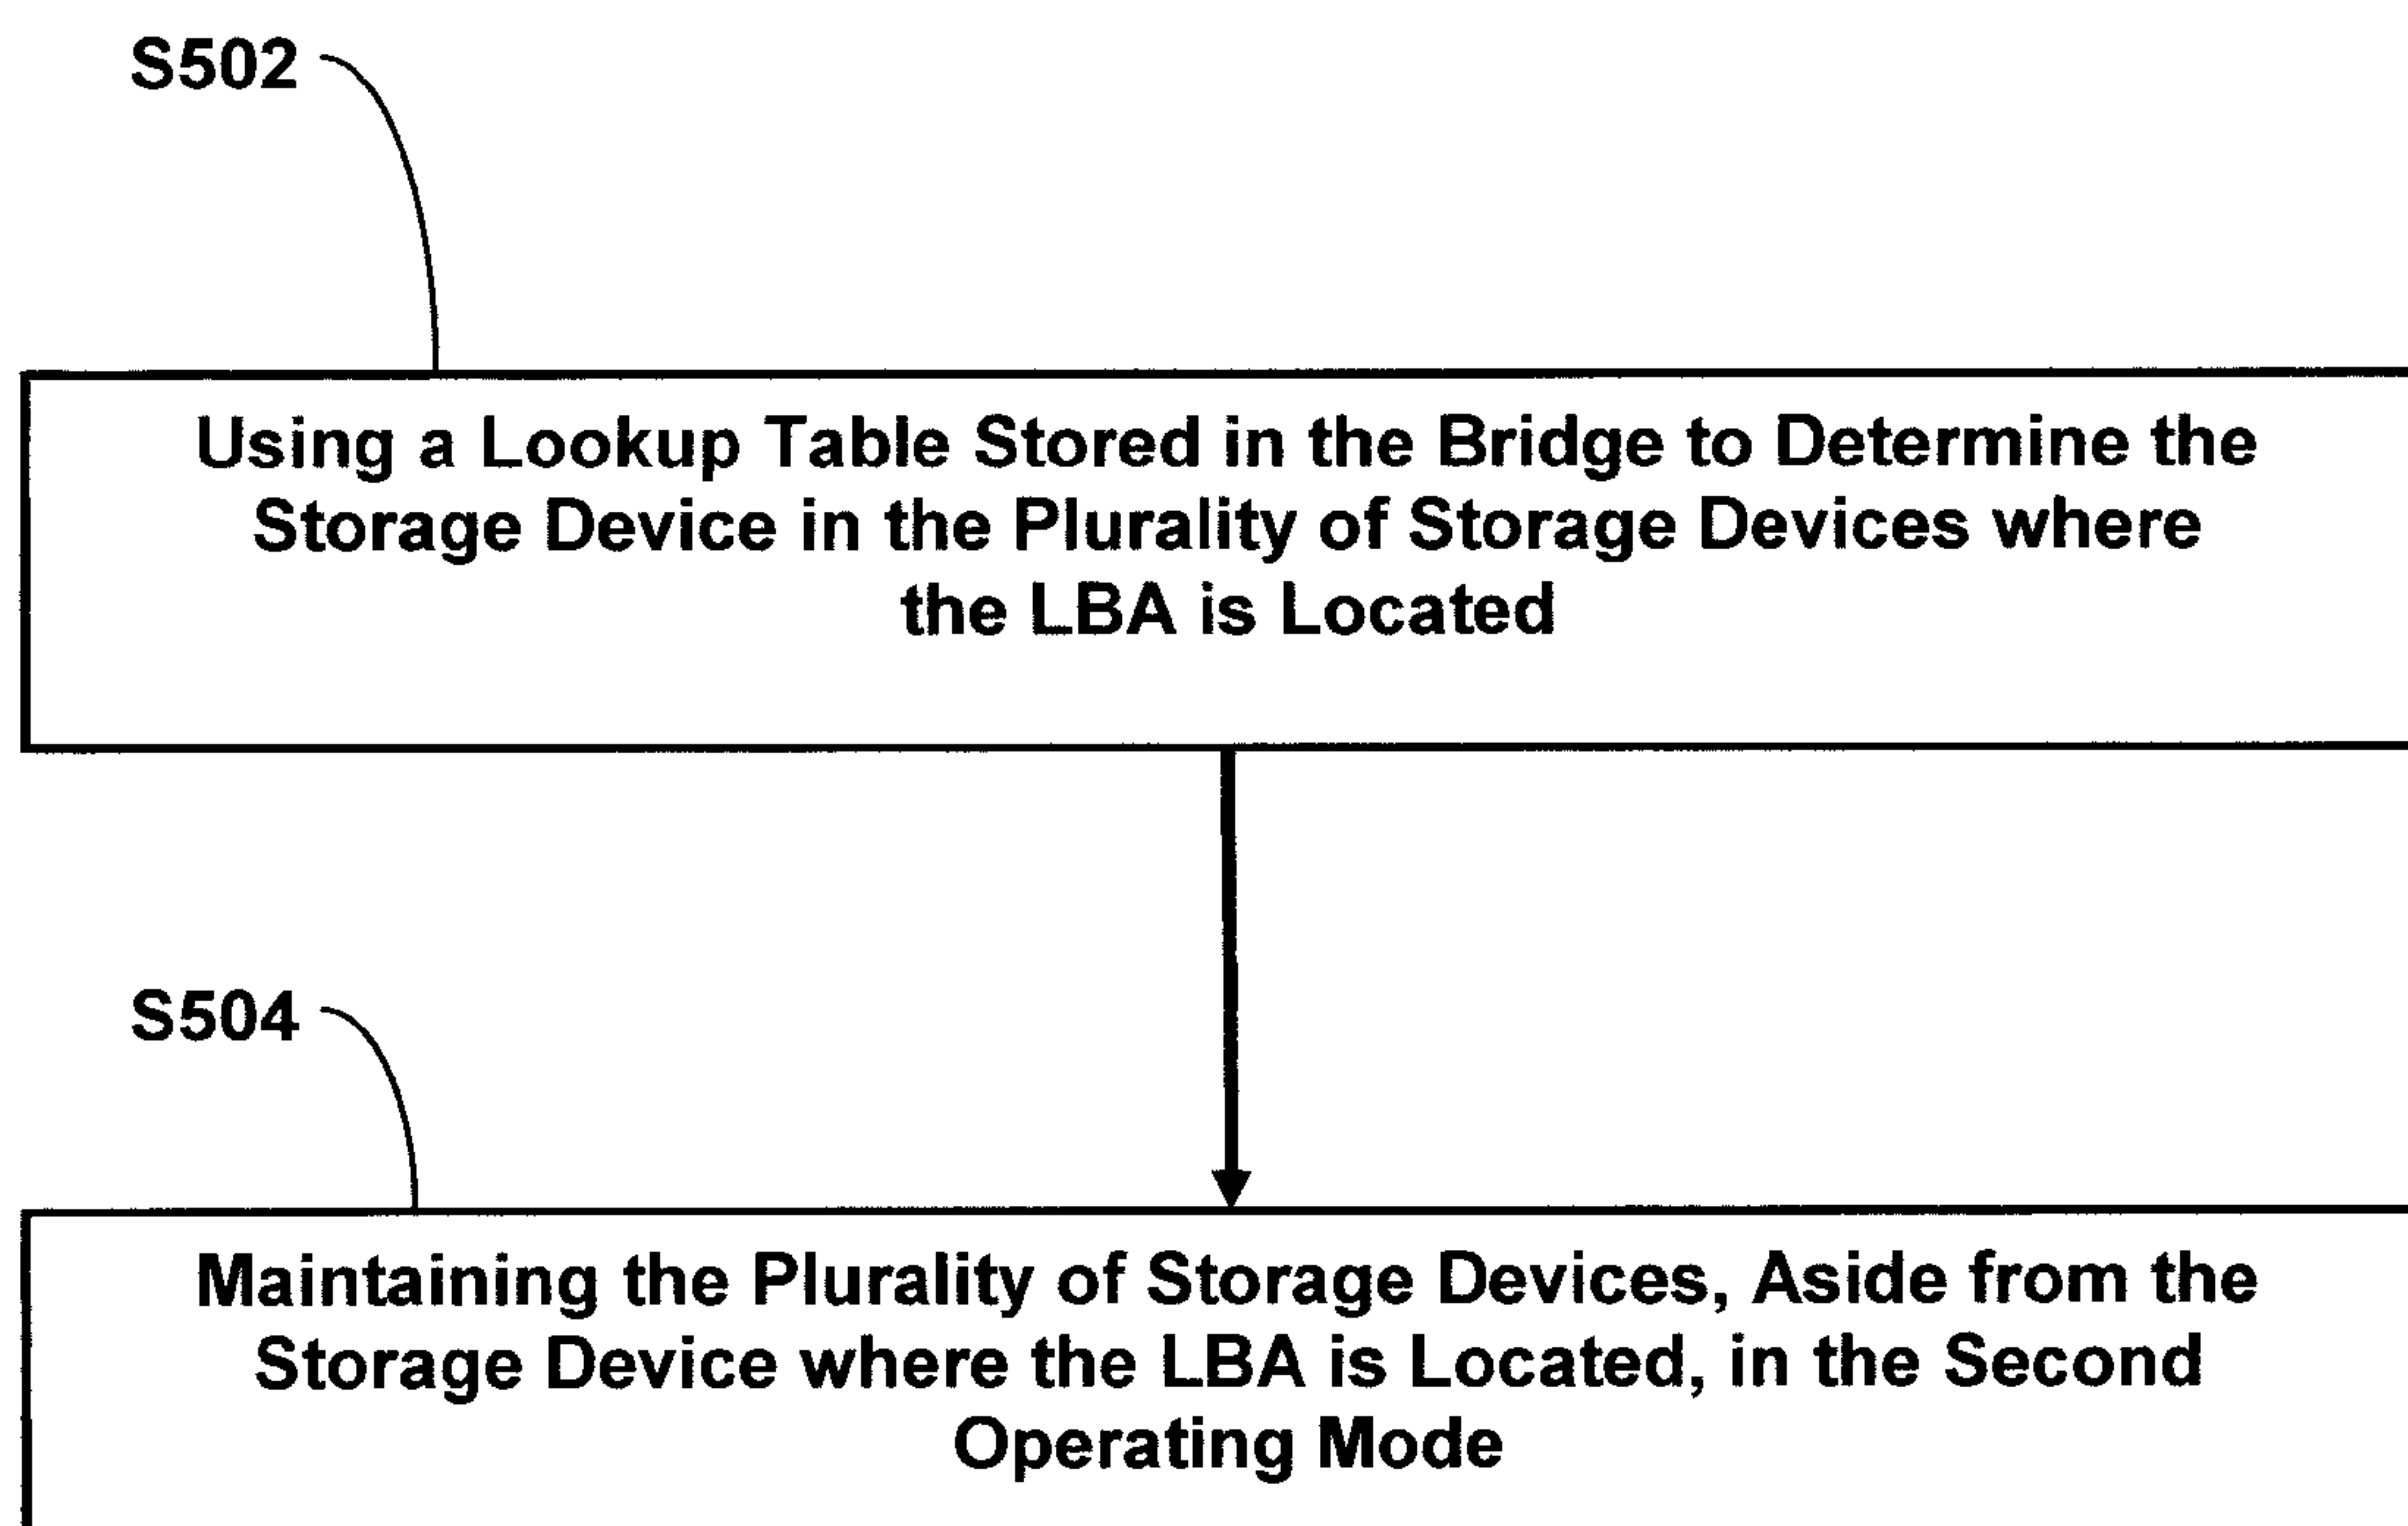 S502
Using a Lookup Table Stored in the Bridge to Determine the
Storage Device in the Plurality of Storage Devices where
the LBA is Located
S504
Maintaining the Plurality of Storage Devices, Aside from the
Storage Device where the LBA is Located, in the Second
Operating Mode